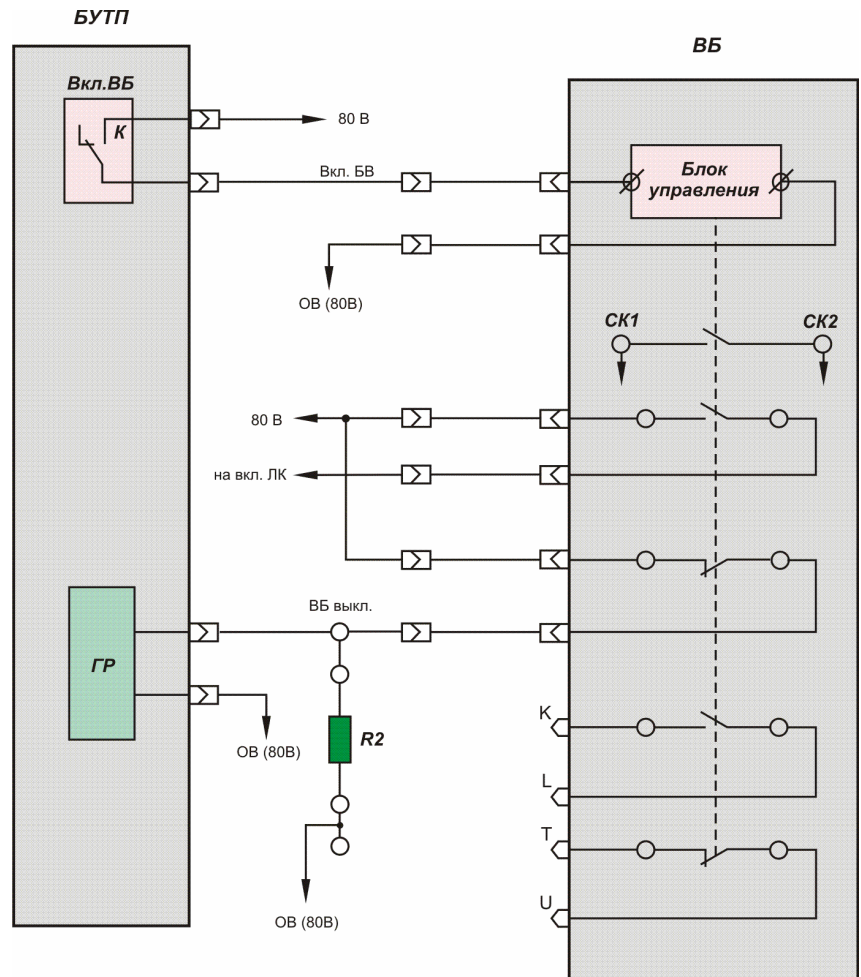 БУТП
ВБ
Вкл.ВБ
К
80 В
Вкл. БВ
Блок
управления
ОВ (80В)
СК1
СК2
80 В
на вкл. ЛК
ВБ выкл.
ГР
ОВ (80В)
R2
K
L
T
U
ОВ (80В)